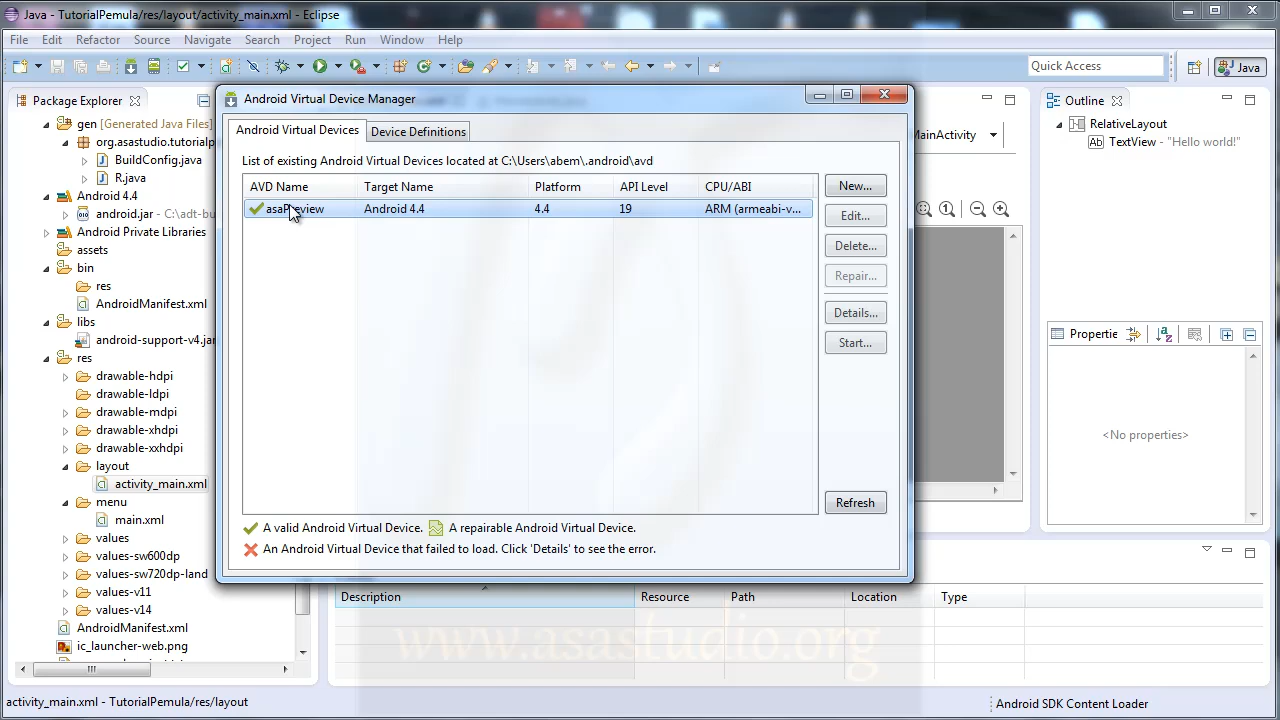 Java - TutorialPemula/res/layout/activity_main.xml - Eclipse
File Edit Refactor Source Navigate Search Project Run Window Help
Quick Access
Java
Package Explorer
gen [Generated Java Files]
org.asastudio.tutorialp
BuildConfig.java
R.java
Android 4.4
android.jar - C:\adt-bu
Android Private Libraries
assets
bin
res
AndroidManifest.xml
libs
android-support-v4.jar
res
drawable-hdpi
drawable-ldpi
drawable-mdpi
drawable-xhdpi
drawable-xxhdpi
layout
activity_main.xml
menu
main.xml
values
values-sw600dp
values-sw720dp-land
values-v11
values-v14
AndroidManifest.xml
ic_launcher-web.png
Android Virtual Device Manager
Android Virtual Devices Device Definitions
List of existing Android Virtual Devices located at C:\Users\abem\.android\avd
AVD Name Target Name Platform API Level CPU/ABI
asaPreview Android 4.4 4.4 19 ARM (armeabi-v...
New...
Edit...
Delete...
Repair...
Details...
Start...
Refresh
A valid Android Virtual Device. A repairable Android Virtual Device.
An Android Virtual Device that failed to load. Click 'Details' to see the error.
MainActivity
Outline
RelativeLayout
Ab TextView - "Hello world!"
Propertie
<No properties>
Description Resource Path Location Type
www.asastudio.org
activity_main.xml - TutorialPemula/res/layout
Android SDK Content Loader